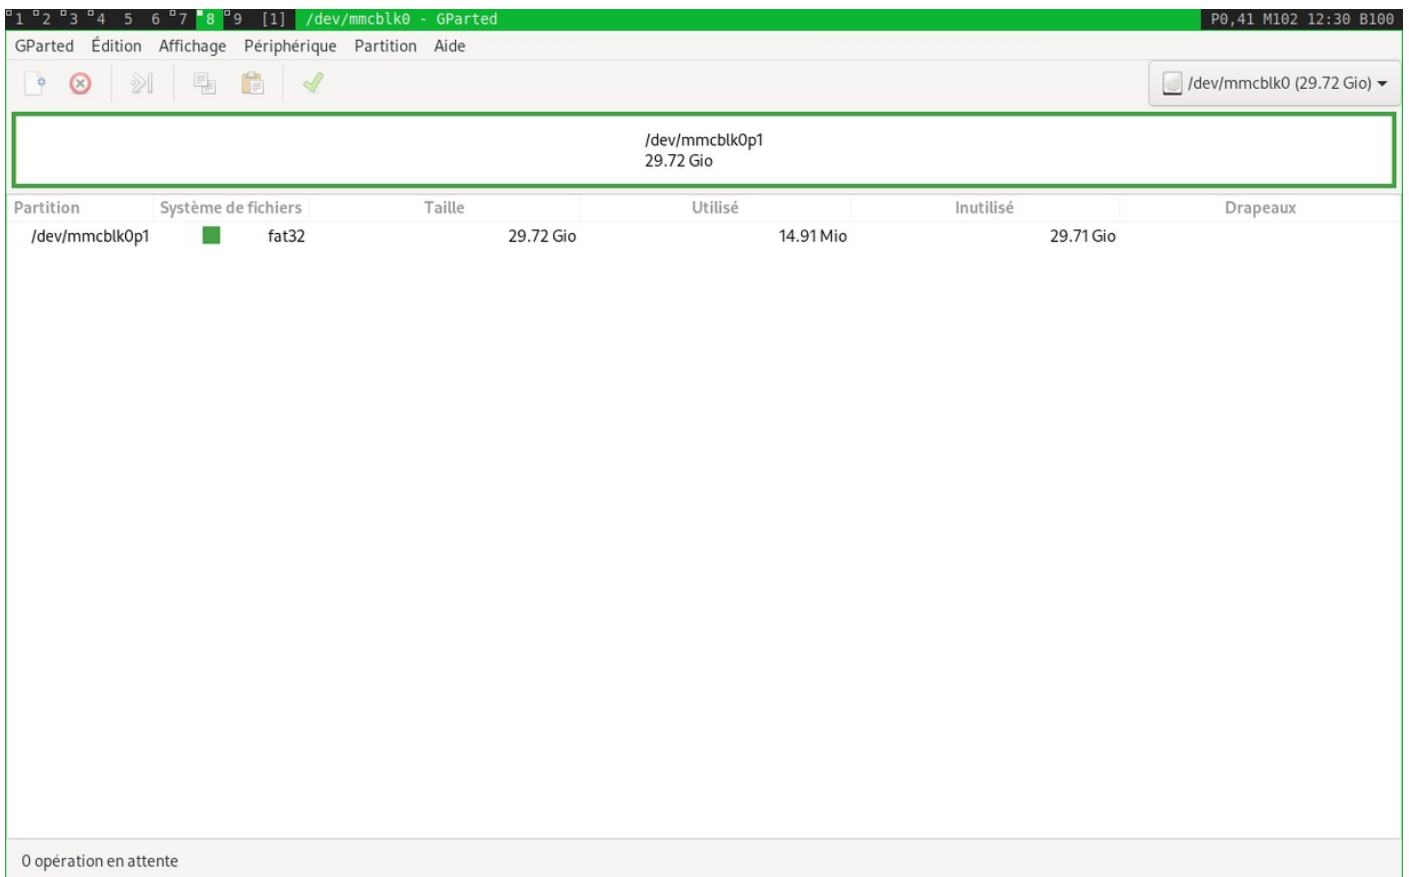 1 2 3 4 5 6 7 8 9 [1] /dev/mmcblk0 - GParted P0,41 M102 12:30 B100
GParted Édition Affichage Périphérique Partition Aide
/dev/mmcblk0 (29.72 Gio)
/dev/mmcblk0p1
29.72 Gio
Partition Système de fichiers Taille Utilisé Inutilisé Drapeaux
/dev/mmcblk0p1 fat32 29.72 Gio 14.91 Mio 29.71 Gio
0 opération en attente